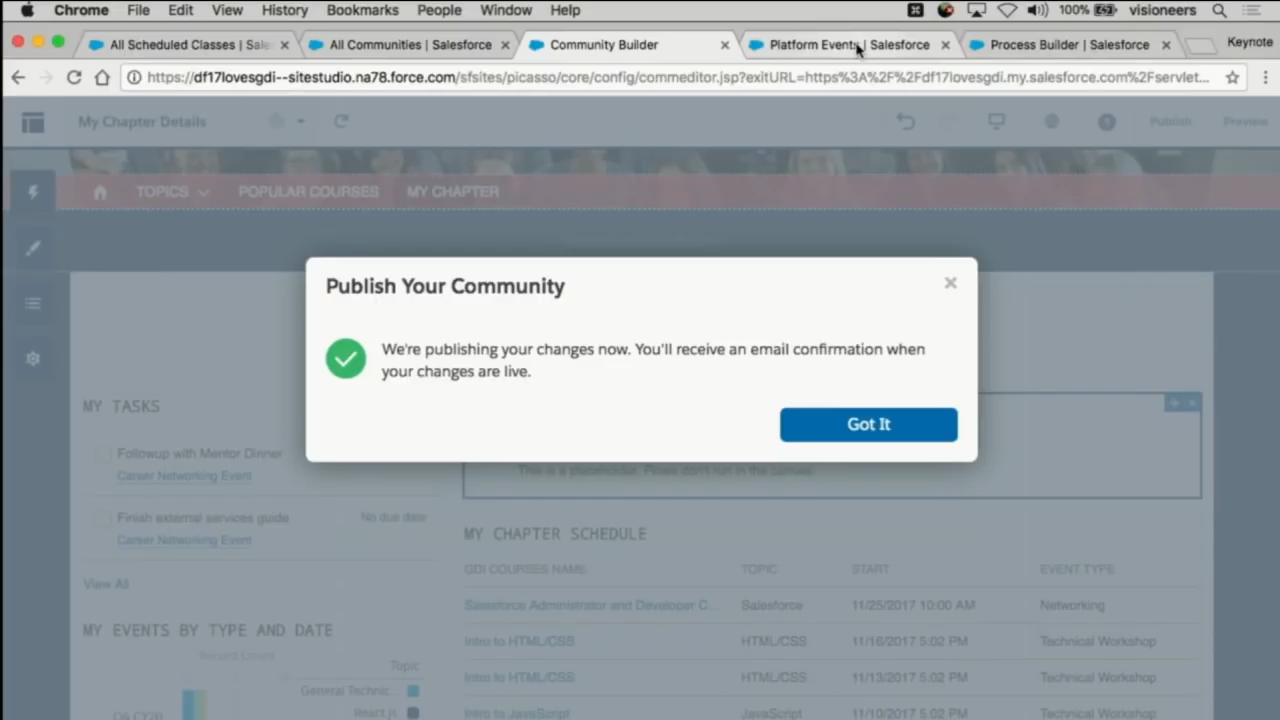 Chrome File Edit View History Bookmarks People Window Help 100% visioneers
All Scheduled Classes | Sale All Communities | Salesforce Community Builder Platform Events | Salesforce Process Builder | Salesforce Keynote
https://df17lovesgdi--sitestudio.na78.force.com/sfsites/picasso/core/config/commeditor.jsp?exitURL=https%3A%2F%2Fdf17lovesgdi.my.salesforce.com%2Fservlet...
My Chapter Details Publish Preview
TOPICS POPULAR COURSES MY CHAPTER
Publish Your Community
We're publishing your changes now. You'll receive an email confirmation when
your changes are live.
Got It
MY TASKS
Followup with Mentor Dinner
Career Networking Event
Finish external services guide No due date
Career Networking Event
View All
MY EVENTS BY TYPE AND DATE
Record Count
Topic
General Technic...
React.js
This is a placeholder. Pages don't run in the canvas.
MY CHAPTER SCHEDULE
GDI COURSES NAME TOPIC START EVENT TYPE
Salesforce Administrator and Developer C... Salesforce 11/25/2017 10:00 AM Networking
Intro to HTML/CSS HTML/CSS 11/16/2017 5:02 PM Technical Workshop
Intro to HTML/CSS HTML/CSS 11/13/2017 5:02 PM Technical Workshop
Intro to JavaScript JavaScript 11/10/2017 5:02 PM Technical Workshop